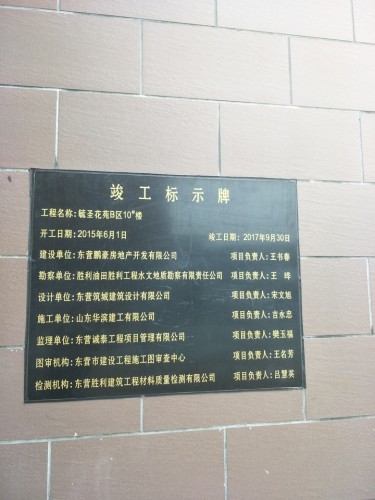 竣工标示牌
工程名称:毓圣花苑B区10#楼
开工日期:2015年6月1日 竣工日期:2017年9月30日
建设单位:东营鹏豪房地产开发有限公司 项目负责人:王书春
勘察单位:胜利油田胜利工程水文地质勘察有限责任公司 项目负责人:王 晔
设计单位:东营筑城建筑设计有限公司 项目负责人:宋文旭
施工单位:山东华滨建工有限公司 项目负责人:吉永忠
监理单位:东营诚泰工程项目管理有限公司 项目负责人:樊玉福
图审机构:东营市建设工程施工图审查中心 项目负责人:王名芳
检测机构:东营胜利建筑工程材料质量检测有限公司 项目负责人:吕慧英